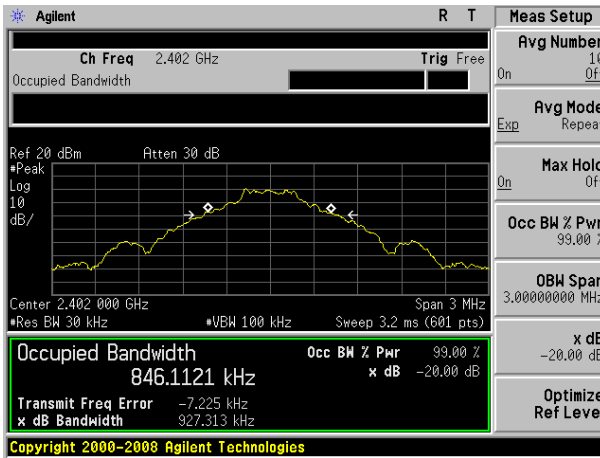 Agilent R T Meas Setup
Ch Freq 2.402 GHz Trig Free
Occupied Bandwidth
Avg Number
10
On Off
Avg Mode
Exp Repeat
Max Hold
On Off
Occ BW % Pwr
99.00 %
OBW Span
3.00000000 MHz
x dB
-20.00 dB
Optimize
Ref Level
Ref 20 dBm Atten 30 dB
#Peak
Log
10
dB/
Center 2.402 000 GHz Span 3 MHz
#Res BW 30 kHz #VBW 100 kHz Sweep 3.2 ms (601 pts)
Occupied Bandwidth Occ BW % Pwr 99.00 %
846.1121 kHz x dB -20.00 dB
Transmit Freq Error -7.225 kHz
x dB Bandwidth 927.313 kHz
Copyright 2000-2008 Agilent Technologies